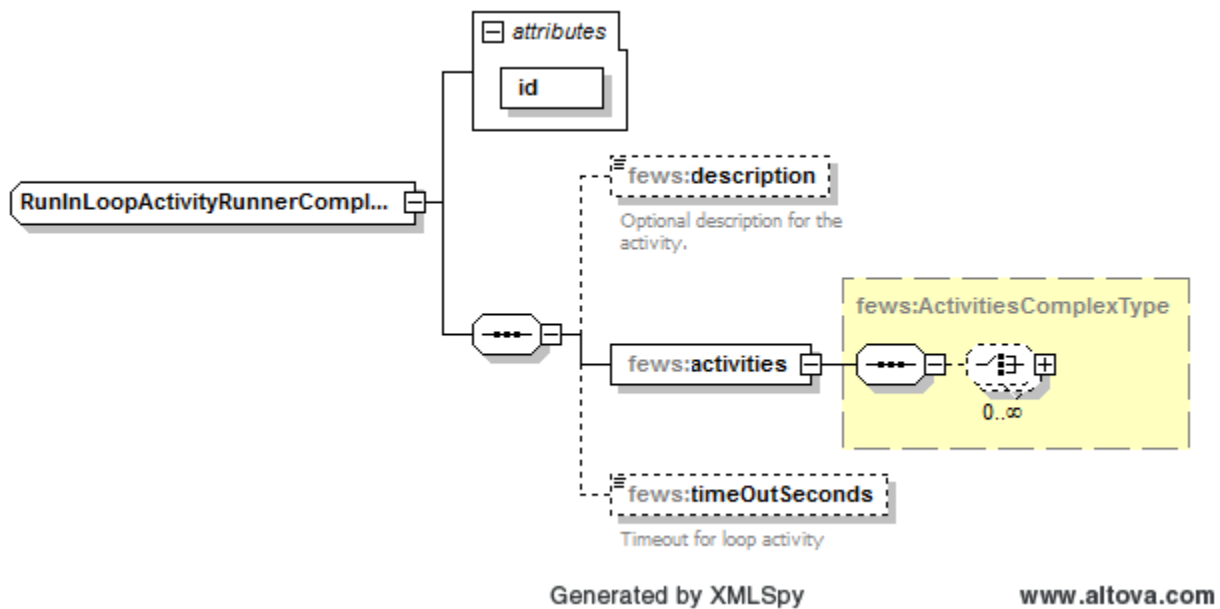 attributes
id
fews:description
Optional description for the
activity.
RunInLoopActivityRunnerCompl...
fews:ActivitiesComplexType
fews:activities
0..∞
fews:timeOutSeconds
Timeout for loop activity
Generated by XMLSpy
www.altova.com